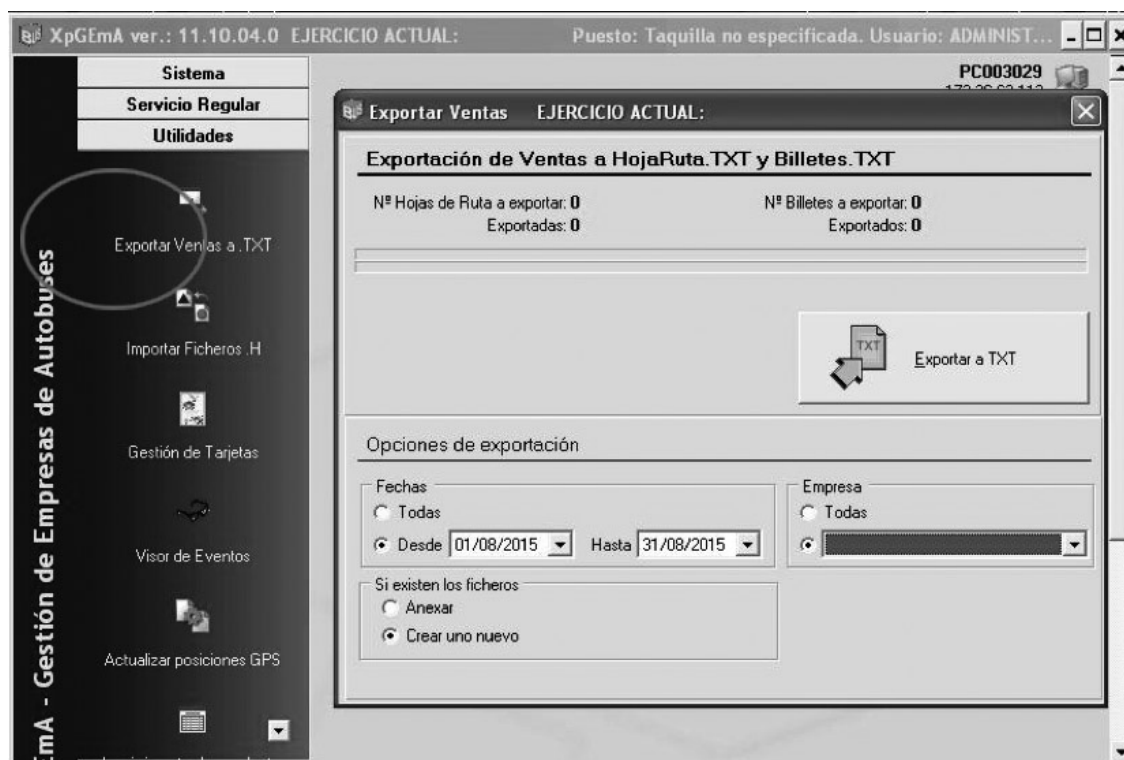 XpGEmA ver.: 11.10.04.0 EJERCICIO ACTUAL: Puesto: Taquilla no especificada. Usuario: ADMINIST...
Sistema
Servicio Regular
Utilidades
Exportar Ventas a .TXT
Importar Ficheros .H
Gestión de Tarjetas
Visor de Eventos
Actualizar posiciones GPS
EmA - Gestión de Empresas de Autobuses
PC003029
Exportar Ventas EJERCICIO ACTUAL:
Exportación de Ventas a HojaRuta.TXT y Billetes.TXT
Nº Hojas de Ruta a exportar: 0 Nº Billetes a exportar: 0
Exportadas: 0 Exportados: 0
TXT
Exportar a TXT
Opciones de exportación
Fechas Empresa
Todas Todas
Desde 01/08/2015 Hasta 31/08/2015
Si existen los ficheros
Anexar
Crear uno nuevo